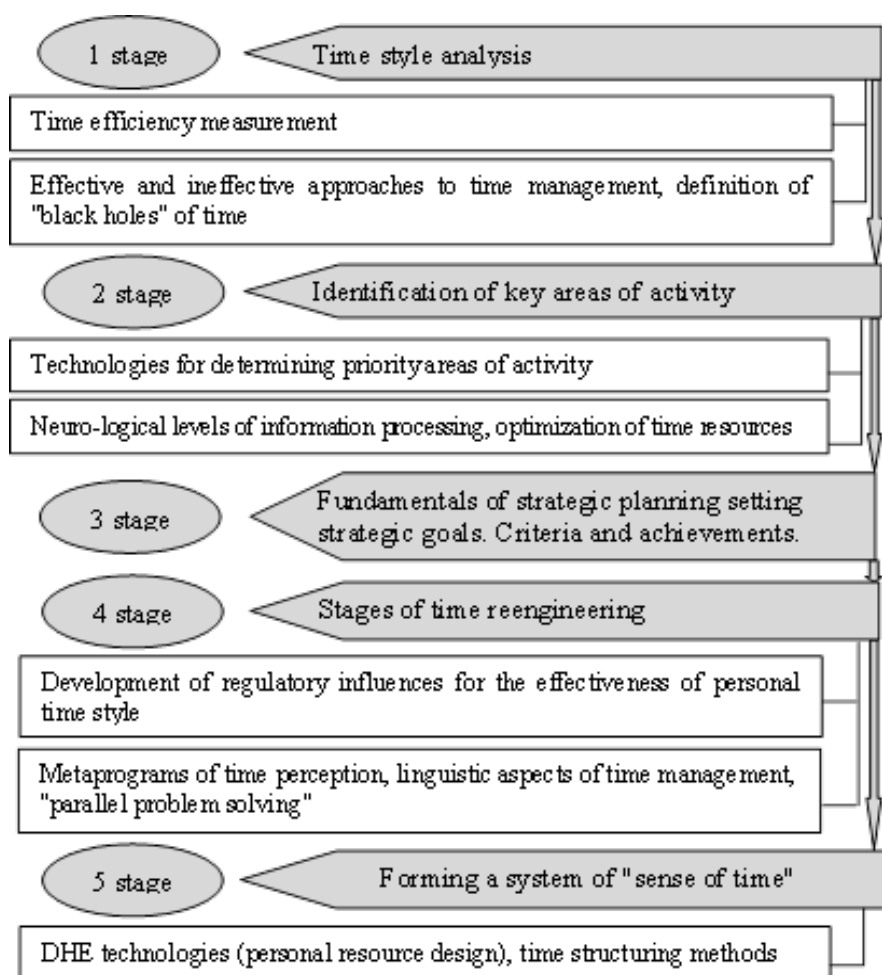 1 stage
Time style analysis
Time efficiency measurement
Effective and ineffective approaches to time management, definition of
"black holes" of time
2 stage
Identification of key areas of activity
Technologies for determining priority areas of activity
Neuro-logical levels of information processing, optimization of time resources
3 stage
Fundamentals of strategic planning setting
strategic goals. Criteria and achievements.
4 stage
Stages of time reengineering
Development of regulatory influences for the effectiveness of personal
time style
Metaprograms of time perception, linguistic aspects of time management,
"parallel problem solving"
5 stage
Forming a system of "sense of time"
DHE technologies (personal resource design), time structuring methods